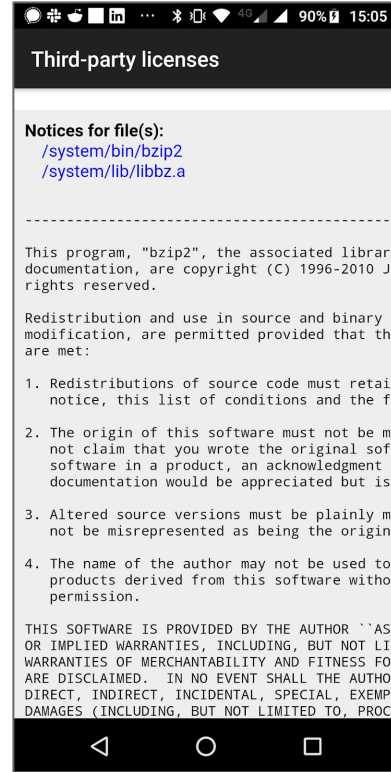 4G 90% 15:05
Third-party licenses
Notices for file(s):
/system/bin/bzip2
/system/lib/libbz.a
------------------------------------------
This program, "bzip2", the associated librar
documentation, are copyright (C) 1996-2010 J
rights reserved.
Redistribution and use in source and binary
modification, are permitted provided that th
are met:
1. Redistributions of source code must retai
notice, this list of conditions and the f
2. The origin of this software must not be m
not claim that you wrote the original sof
software in a product, an acknowledgment
documentation would be appreciated but is
3. Altered source versions must be plainly m
not be misrepresented as being the origin
4. The name of the author may not be used to
products derived from this software witho
permission.
THIS SOFTWARE IS PROVIDED BY THE AUTHOR ``AS
OR IMPLIED WARRANTIES, INCLUDING, BUT NOT LI
WARRANTIES OF MERCHANTABILITY AND FITNESS FO
ARE DISCLAIMED.  IN NO EVENT SHALL THE AUTHO
DIRECT, INDIRECT, INCIDENTAL, SPECIAL, EXEMP
DAMAGES (INCLUDING, BUT NOT LIMITED TO, PROC